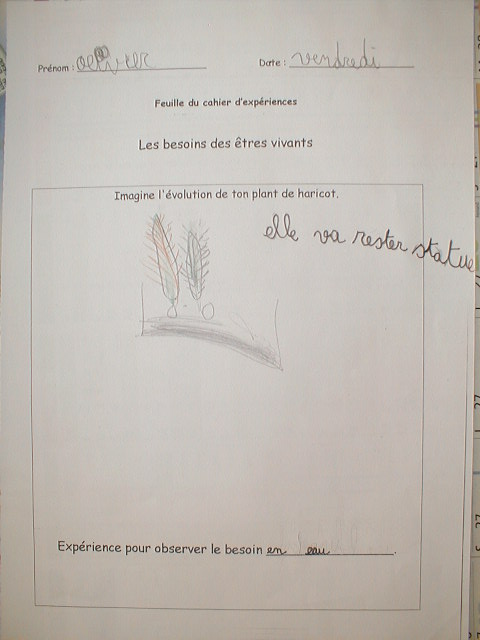 Prénom : olivier Date : vendredi
Feuille du cahier d'expériences
Les besoins des êtres vivants
Imagine l'évolution de ton plant de haricot.
elle va rester statue
Expérience pour observer le besoin en eau.